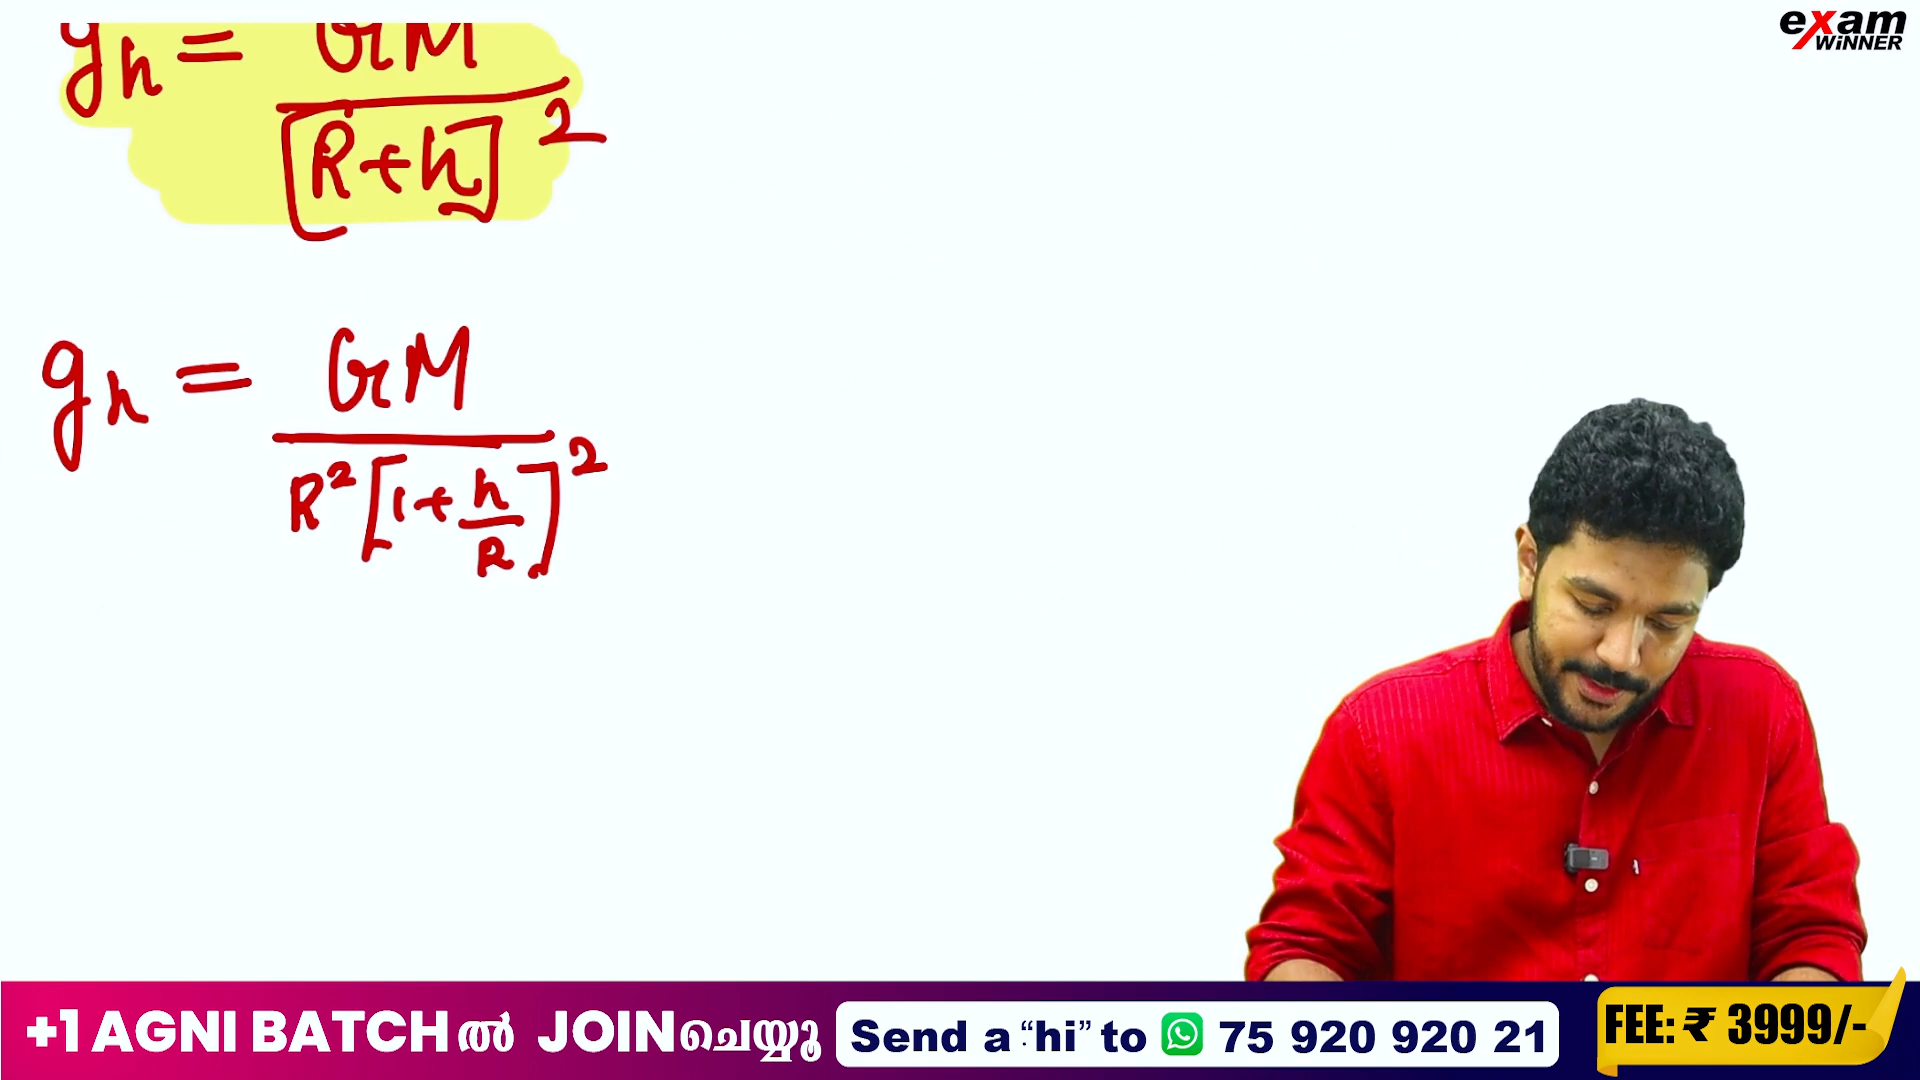 exam
WiNNER
gh = GM
[R+h]²
gh = GM
R²[1+h/R]²
+1 AGNI BATCH ൽ JOIN ചെയ്യൂ
Send a “hi” to 75 920 920 21
FEE: ₹ 3999/-